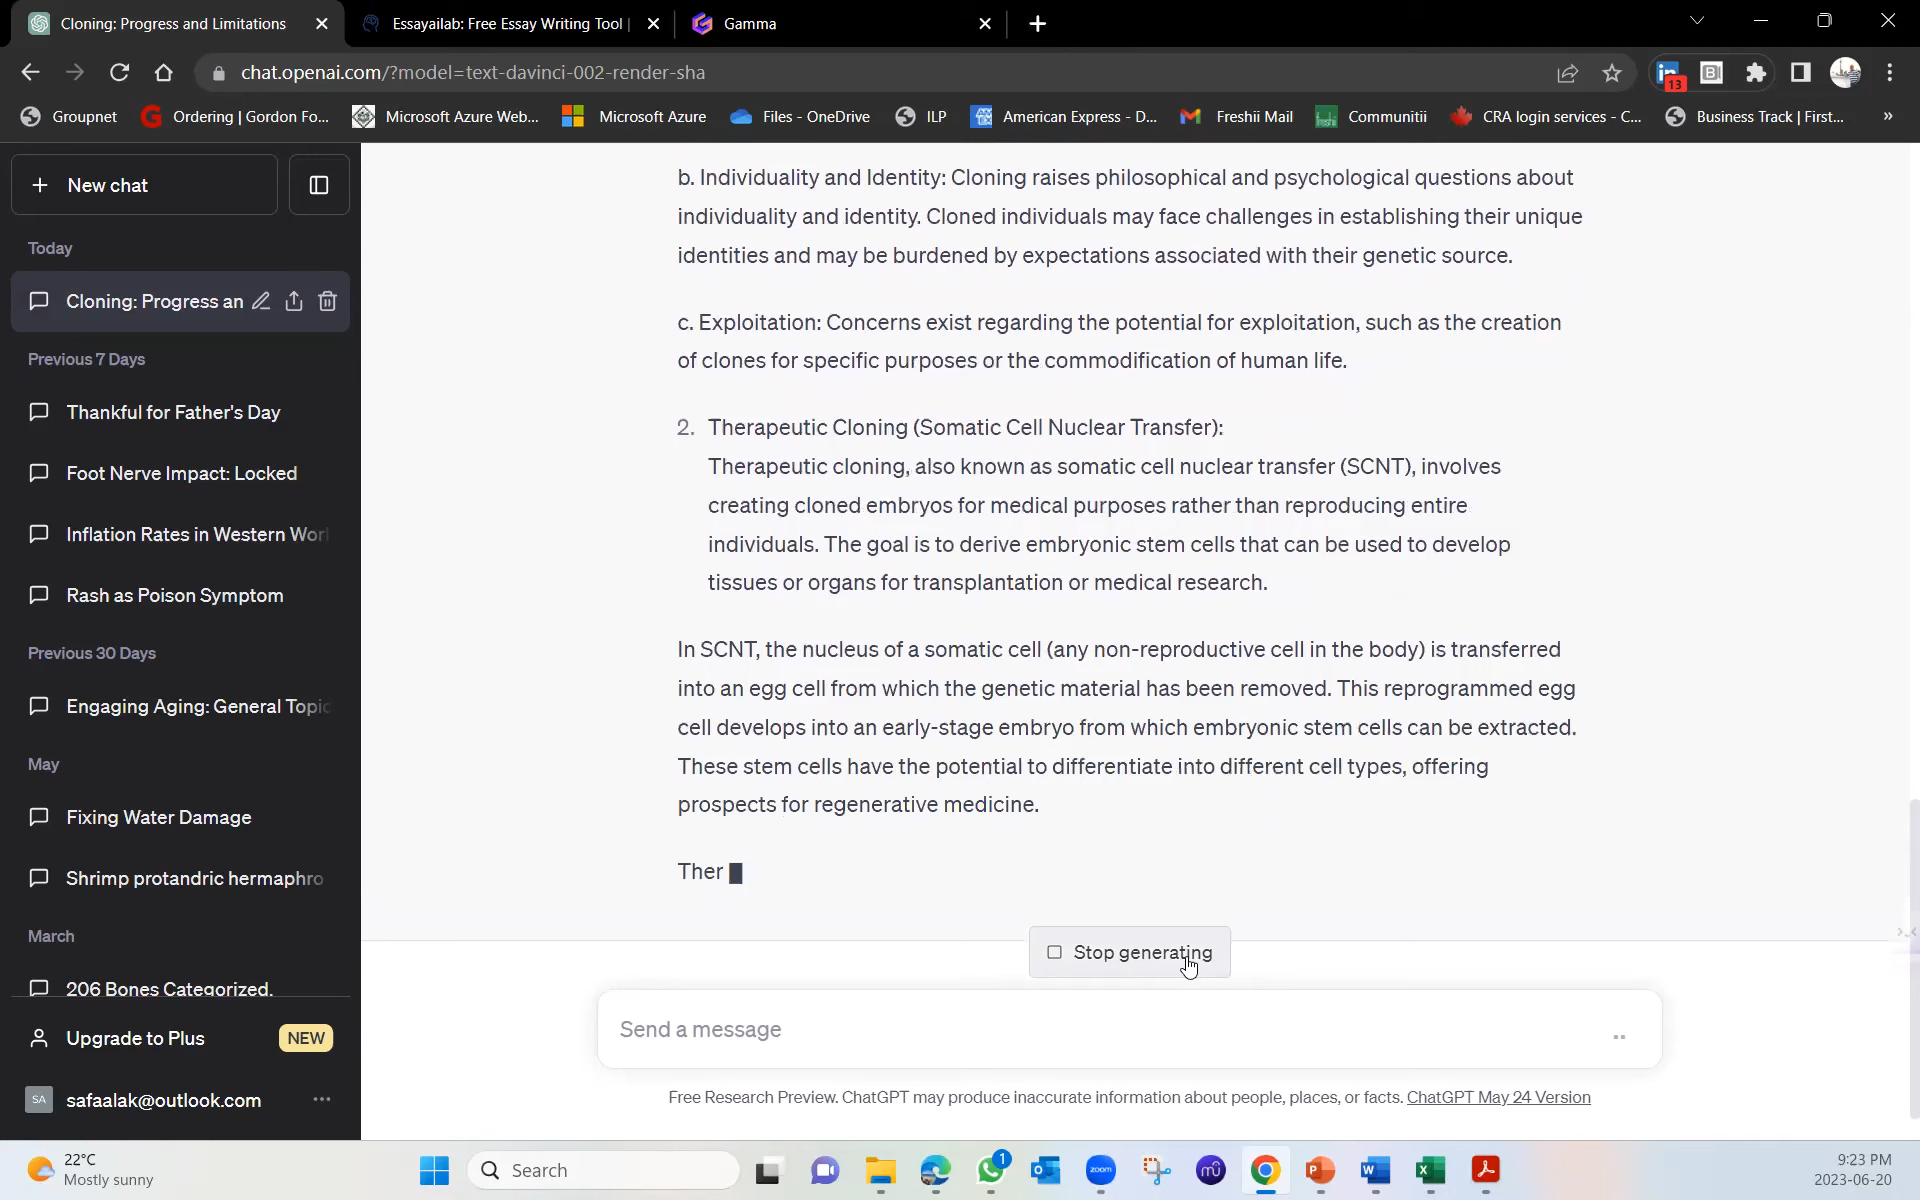 Cloning: Progress and Limitations
Essayailab: Free Essay Writing Tool |
Gamma
chat.openai.com/?model=text-davinci-002-render-sha
13
Groupnet
Ordering | Gordon Fo...
Microsoft Azure Web...
Microsoft Azure
Files - OneDrive
ILP
American Express - D...
Freshii Mail
Communitii
CRA login services - C...
Business Track | First...
»
+ New chat
Today
Cloning: Progress an
Previous 7 Days
Thankful for Father's Day
Foot Nerve Impact: Locked
Inflation Rates in Western Worl
Rash as Poison Symptom
Previous 30 Days
Engaging Aging: General Topic
May
Fixing Water Damage
Shrimp protandric hermaphro
March
206 Bones Categorized.
Upgrade to Plus
NEW
SA
safaalak@outlook.com
b. Individuality and Identity: Cloning raises philosophical and psychological questions about
individuality and identity. Cloned individuals may face challenges in establishing their unique
identities and may be burdened by expectations associated with their genetic source.
c. Exploitation: Concerns exist regarding the potential for exploitation, such as the creation
of clones for specific purposes or the commodification of human life.
2. Therapeutic Cloning (Somatic Cell Nuclear Transfer):
Therapeutic cloning, also known as somatic cell nuclear transfer (SCNT), involves
creating cloned embryos for medical purposes rather than reproducing entire
individuals. The goal is to derive embryonic stem cells that can be used to develop
tissues or organs for transplantation or medical research.
In SCNT, the nucleus of a somatic cell (any non-reproductive cell in the body) is transferred
into an egg cell from which the genetic material has been removed. This reprogrammed egg
cell develops into an early-stage embryo from which embryonic stem cells can be extracted.
These stem cells have the potential to differentiate into different cell types, offering
prospects for regenerative medicine.
Ther
Stop generating
Send a message
Free Research Preview. ChatGPT may produce inaccurate information about people, places, or facts. ChatGPT May 24 Version
22°C
Mostly sunny
Search
1
zoom
9:23 PM
2023-06-20